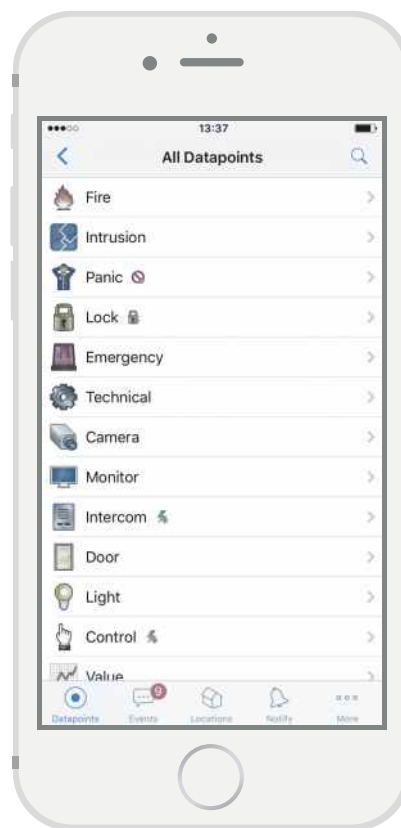 13:37
All Datapoints
Fire
Intrusion
Panic
Lock
Emergency
Technical
Camera
Monitor
Intercom
Door
Light
Control
Value
9
Datapoints Events Locations Notify More